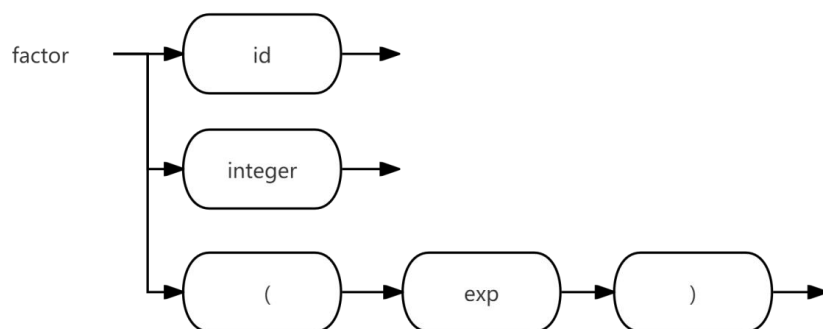 factor id
integer
( exp )